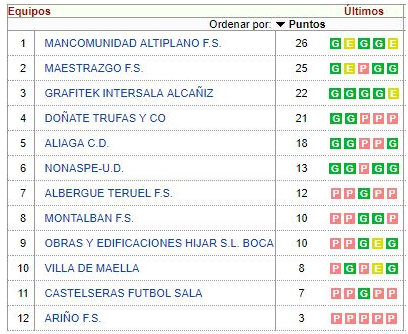 Equipos Últimos
Ordenar por: Puntos
1 MANCOMUNIDAD ALTIPLANO F.S. 26 G E G G E
2 MAESTRAZGO F.S. 24 G E P G G
3 GRAFITEK INTERSALA ALCAÑIZ 22 G G G G E
4 DOÑATE TRUFAS Y CO 21 G G P P P
5 ALIAGA C.D. 18 G G P P G
6 NONASPE-U.D. 13 G G P G G
7 ALBERGUE TERUEL F.S. 12 P P G P P
8 MONTALBAN F.S. 10 P P G G P
9 OBRAS Y EDIFICACIONES HIJAR S.L. BOCA 10 P P G E G
10 VILLA DE MAELLA 8 P G P E G
11 CASTELSERAS FUTBOL SALA 7 P P G P P
12 ARIÑO F.S. 3 P P P P P